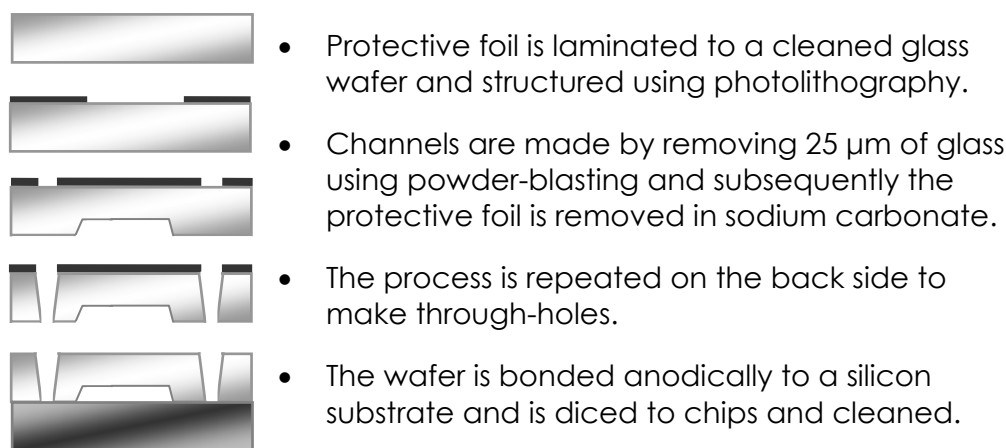 • Protective foil is laminated to a cleaned glass
wafer and structured using photolithography.
• Channels are made by removing 25 µm of glass
using powder-blasting and subsequently the
protective foil is removed in sodium carbonate.
• The process is repeated on the back side to
make through-holes.
• The wafer is bonded anodically to a silicon
substrate and is diced to chips and cleaned.